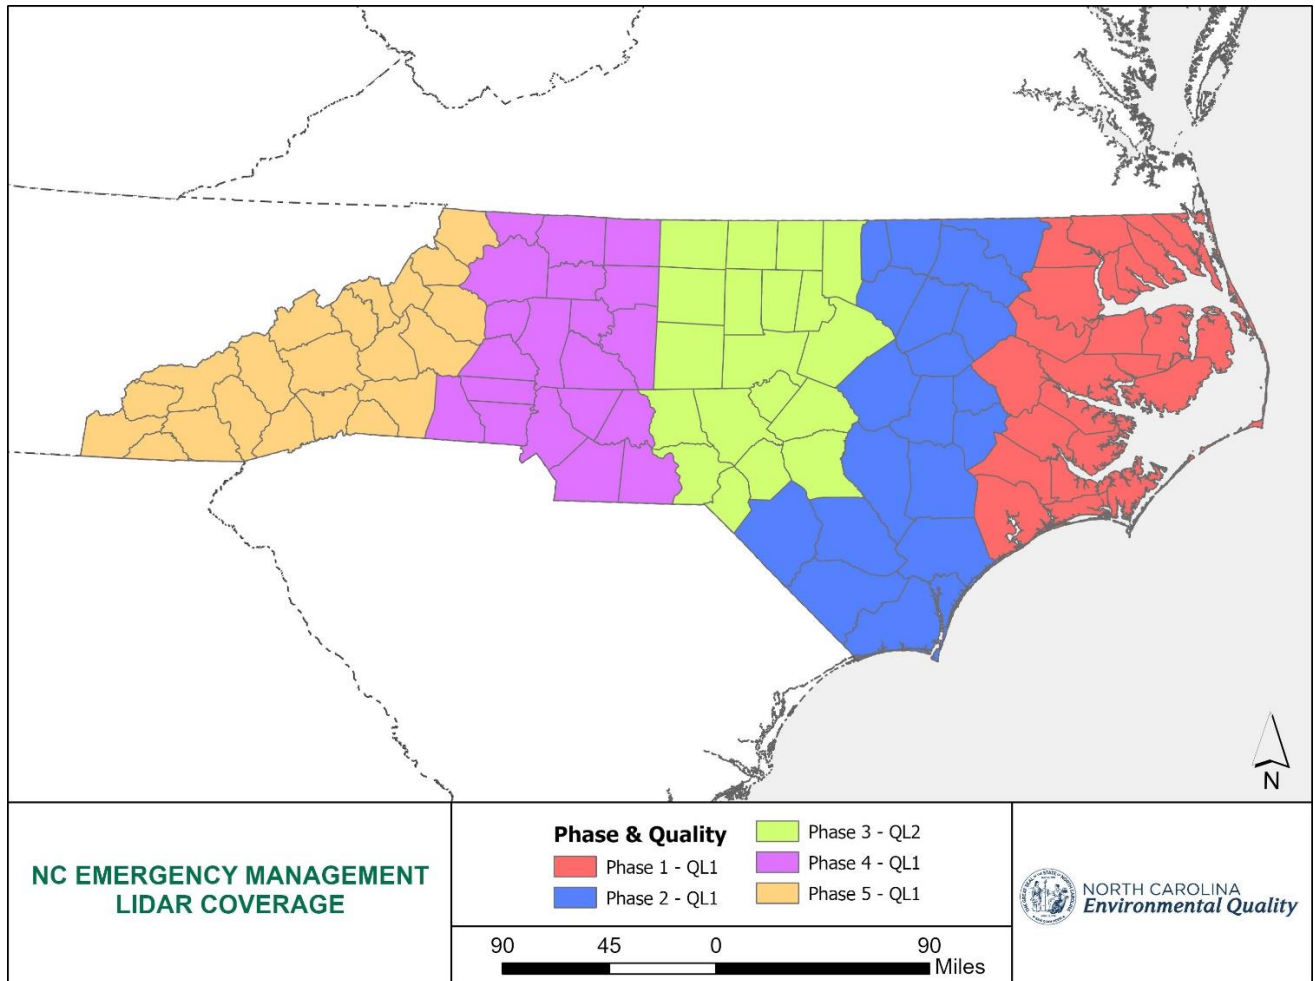 N
NC EMERGENCY MANAGEMENT
LIDAR COVERAGE
Phase & Quality
Phase 1 - QL1
Phase 2 - QL1
Phase 3 - QL2
Phase 4 - QL1
Phase 5 - QL1
90 45 0 90
Miles
NORTH CAROLINA
Environmental Quality